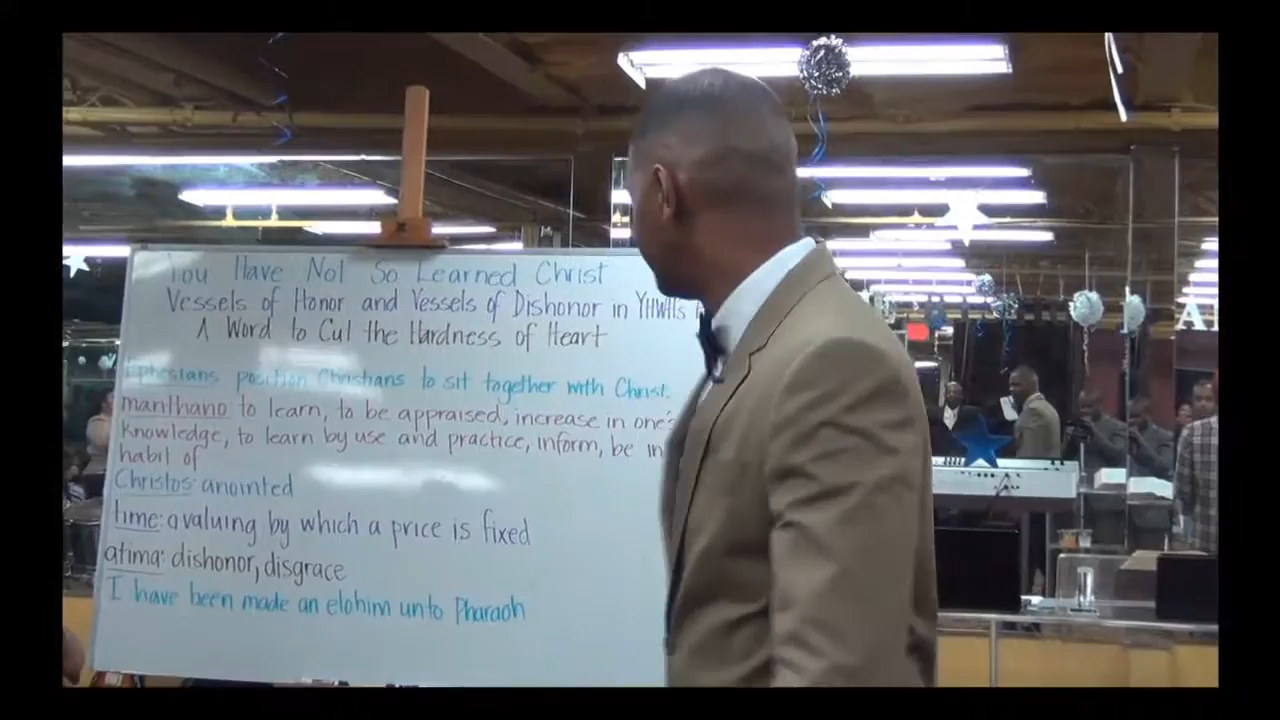 You Have Not So Learned Christ
Vessels of Honor and Vessels of Dishonor in YHWH's
A Word to Cut the Hardness of Heart
Ephesians position Christians to sit together with Christ.
manthano to learn, to be appraised, increase in one's
knowledge, to learn by use and practice, inform, be in
habit of
Christos: anointed
time: a valuing by which a price is fixed
atima: dishonor, disgrace
I have been made an elohim unto Pharaoh